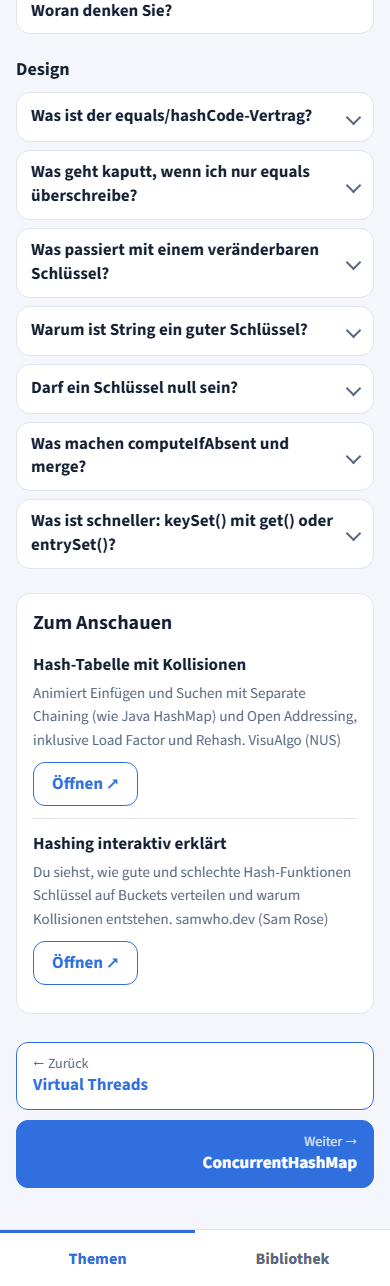 Woran denken Sie?
Design
Was ist der equals/hashCode-Vertrag?
Was geht kaputt, wenn ich nur equals
überschreibe?
Was passiert mit einem veränderbaren
Schlüssel?
Warum ist String ein guter Schlüssel?
Darf ein Schlüssel null sein?
Was machen computeIfAbsent und
merge?
Was ist schneller: keySet() mit get() oder
entrySet()?
Zum Anschauen
Hash-Tabelle mit Kollisionen
Animiert Einfügen und Suchen mit Separate
Chaining (wie Java HashMap) und Open Addressing,
inklusive Load Factor und Rehash. VisuAlgo (NUS)
Öffnen ↗
Hashing interaktiv erklärt
Du siehst, wie gute und schlechte Hash-Funktionen
Schlüssel auf Buckets verteilen und warum
Kollisionen entstehen. samwho.dev (Sam Rose)
Öffnen ↗
← Zurück
Virtual Threads
Weiter →
ConcurrentHashMap
Themen Bibliothek